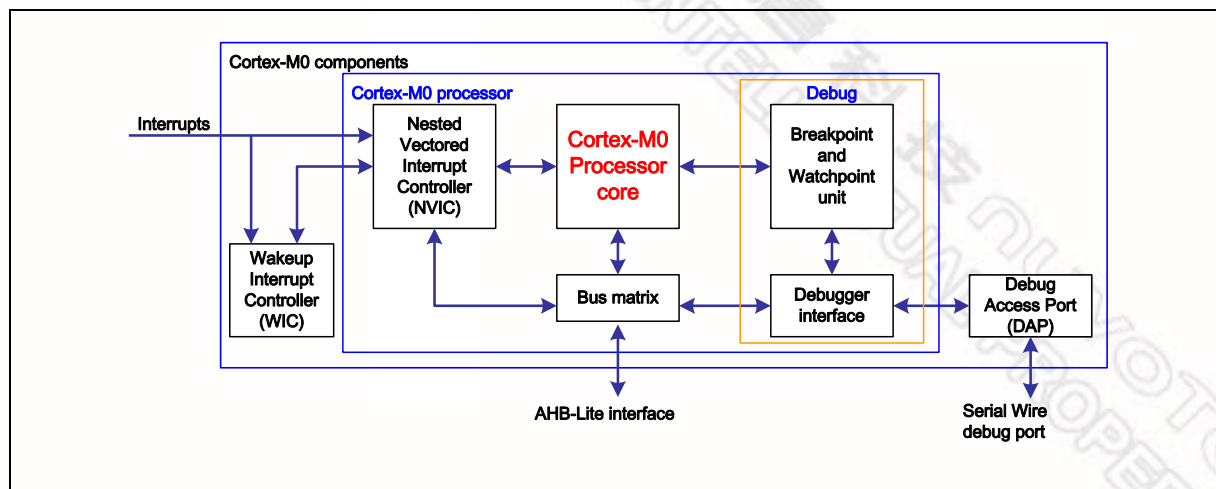 Cortex-M0 components
Cortex-M0 processor
Debug
Interrupts
Nested
Vectored
Interrupt
Controller
(NVIC)
Cortex-M0
Processor
core
Breakpoint
and
Watchpoint
unit
Wakeup
Interrupt
Controller
(WIC)
Bus matrix
Debugger
interface
Debug
Access Port
(DAP)
AHB-Lite interface
Serial Wire
debug port